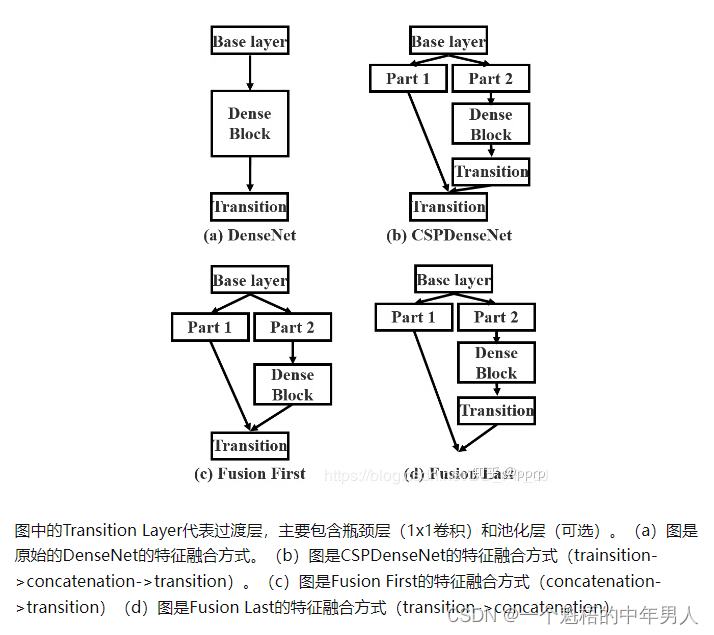 Base layer
Base layer
Part 1
Part 2
Dense
Block
Dense
Block
Transition
Transition
Transition
(a) DenseNet
(b) CSPDenseNet
Base layer
Base layer
Part 1
Part 2
Part 1
Part 2
Dense
Block
Dense
Block
Transition
Transition
(c) Fusion First
(d) Fusion Last
https://blog
图中的Transition Layer代表过渡层，主要包含瓶颈层（1x1卷积）和池化层（可选）。（a）图是
原始的DenseNet的特征融合方式。（b）图是CSPDenseNet的特征融合方式（trainsition-
>concatenation->transition）。（c）图是Fusion First的特征融合方式（concatenation-
>transition）（d）图是Fusion Last的特征融合方式（transition->concatenation）
CSDN @一个魁梧的中年男人